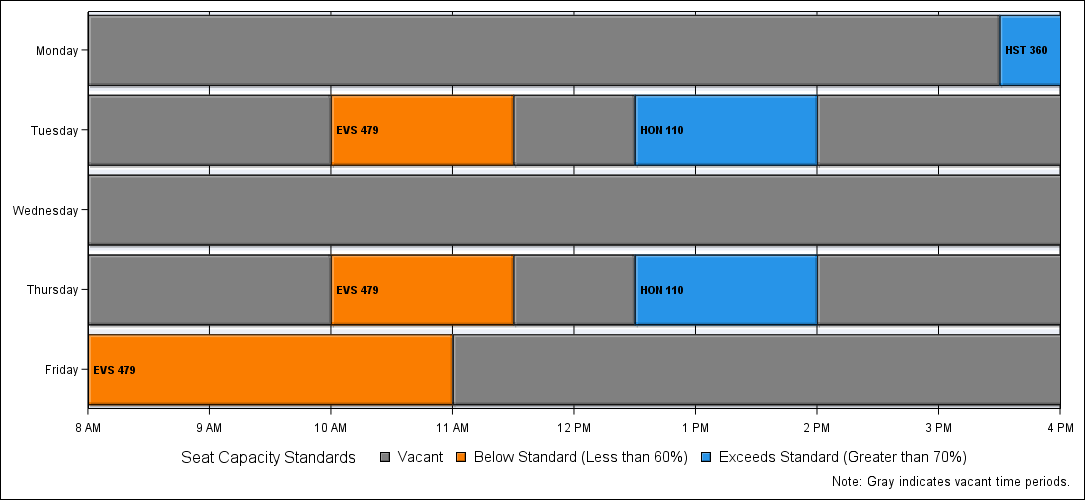 Monday
HST 360
Tuesday
EVS 479
HON 110
Wednesday
Thursday
EVS 479
HON 110
Friday
EVS 479
8 AM 9 AM 10 AM 11 AM 12 PM 1 PM 2 PM 3 PM 4 PM
Seat Capacity Standards Vacant Below Standard (Less than 60%) Exceeds Standard (Greater than 70%)
Note: Gray indicates vacant time periods.